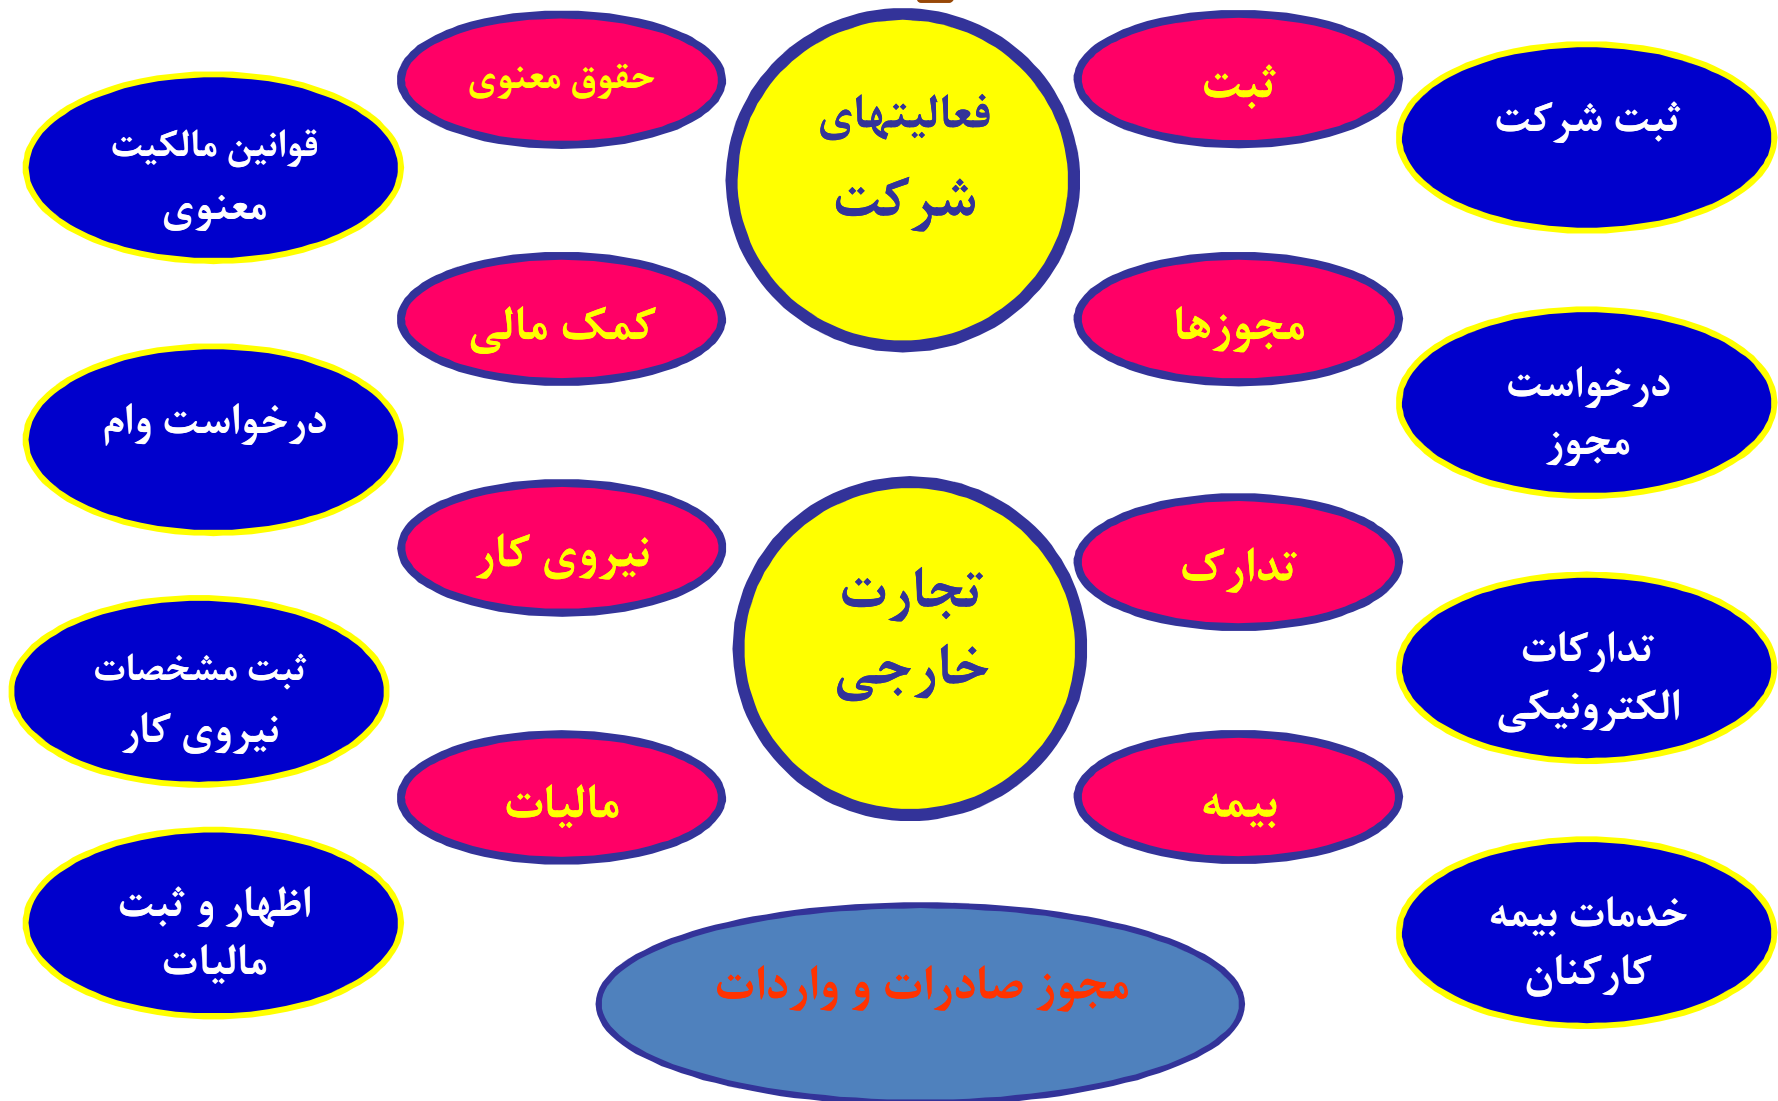 ثبت
ثبت شرکت
فعالیتهای
شرکت
حقوق معنوی
قوانین مالکیت
معنوی
مجوزها
درخواست
مجوز
کمک مالی
درخواست وام
تدارک
تدارکات
الکترونیکی
تجارت
خارجی
نیروی کار
ثبت مشخصات
نیروی کار
بیمه
خدمات بیمه
کارکنان
مالیات
اظهار و ثبت
مالیات
مجوز صادرات و واردات